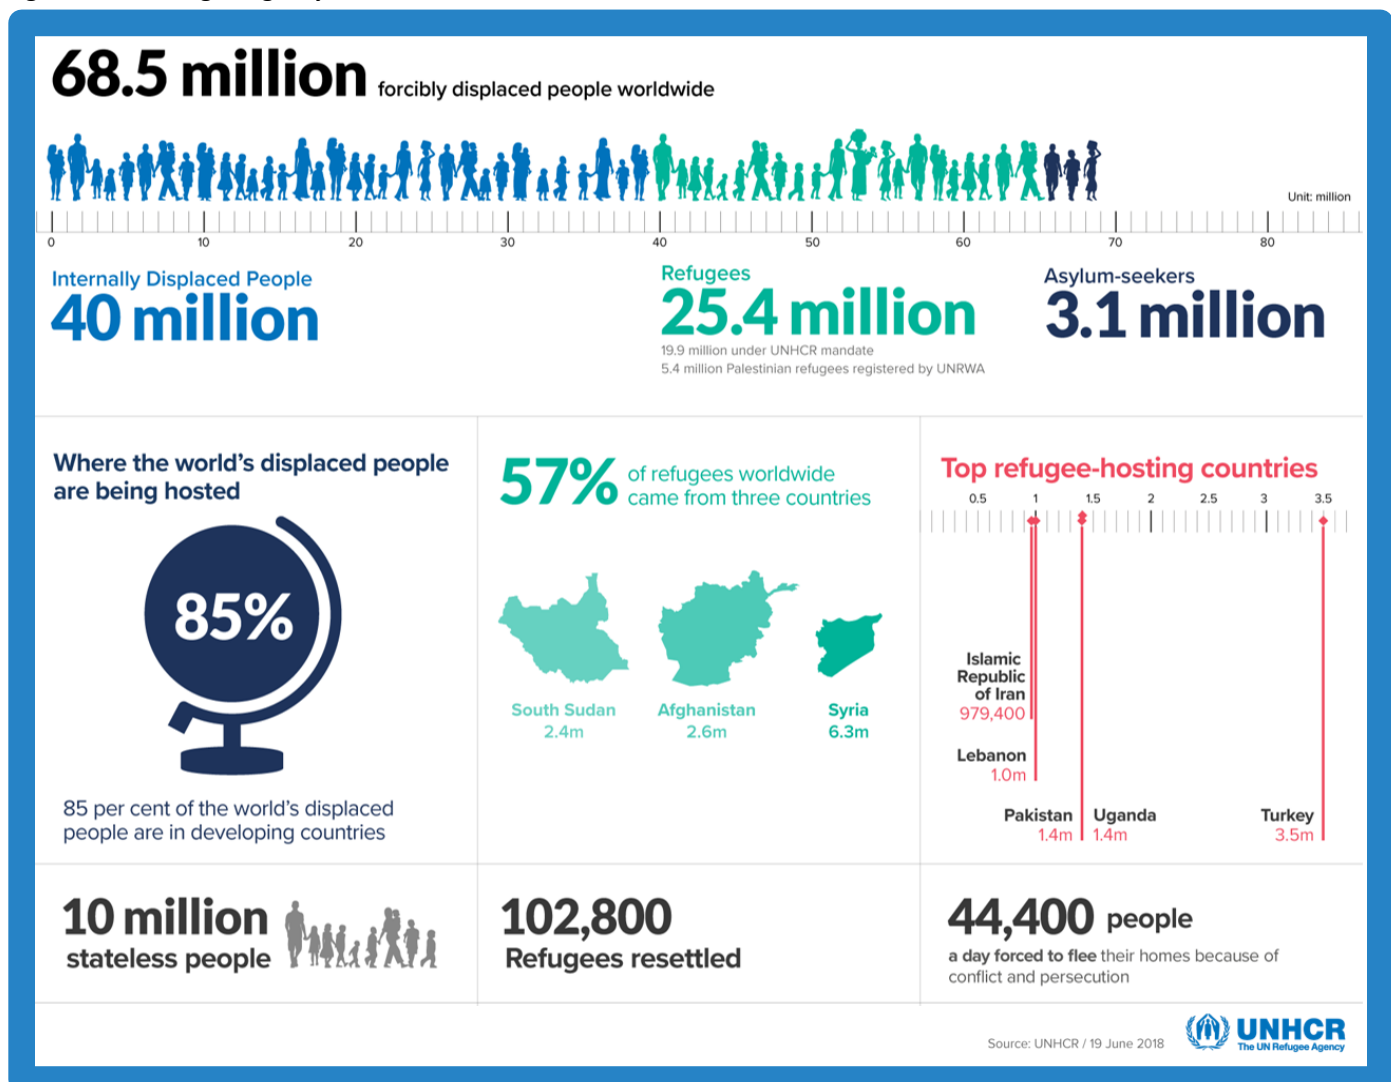 68.5 million forcibly displaced people worldwide
Unit: million
0 10 20 30 40 50 60 70 80
Internally Displaced People
40 million
Refugees
25.4 million
19.9 million under UNHCR mandate
5.4 million Palestinian refugees registered by UNRWA
Asylum-seekers
3.1 million
Where the world's displaced people
are being hosted
85%
85 per cent of the world's displaced
people are in developing countries
57% of refugees worldwide
came from three countries
South Sudan
2.4m
Afghanistan
2.6m
Syria
6.3m
Top refugee-hosting countries
0.5 1 1.5 2 2.5 3 3.5
Islamic
Republic
of Iran
979,400
Lebanon
1.0m
Pakistan
1.4m
Uganda
1.4m
Turkey
3.5m
10 million
stateless people
102,800
Refugees resettled
44,400 people
a day forced to flee their homes because of
conflict and persecution
Source: UNHCR / 19 June 2018
UNHCR
The UN Refugee Agency